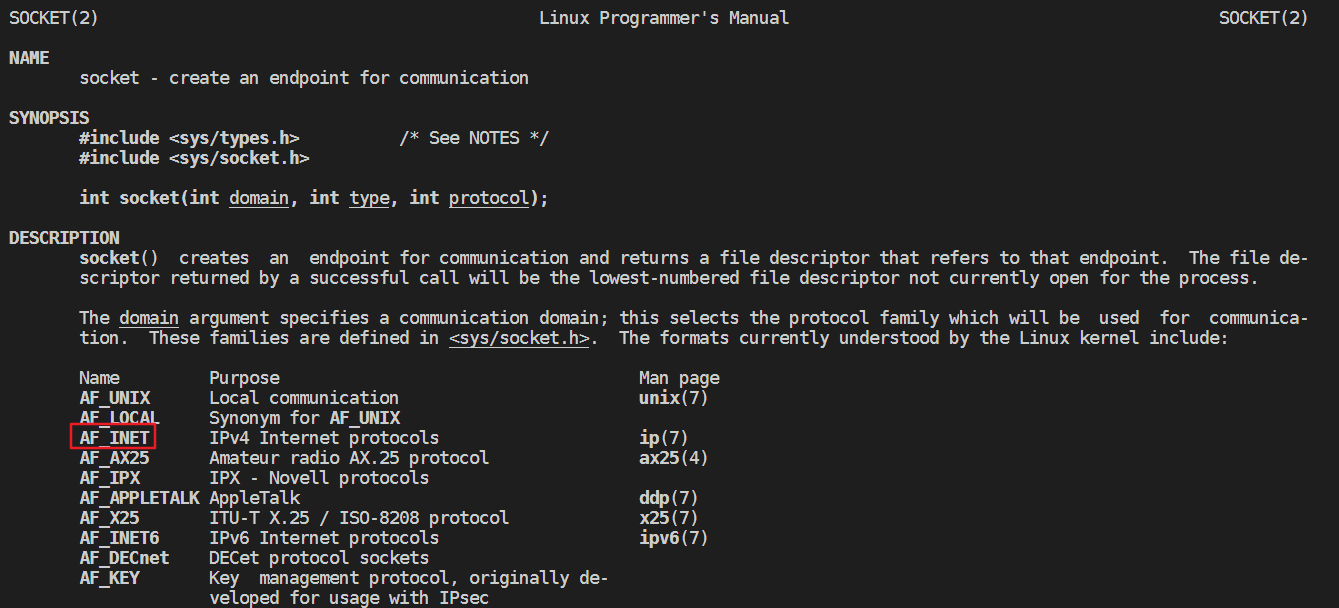 SOCKET(2) Linux Programmer's Manual SOCKET(2)
NAME
socket - create an endpoint for communication
SYNOPSIS
#include <sys/types.h> /* See NOTES */
#include <sys/socket.h>
int socket(int domain, int type, int protocol);
DESCRIPTION
socket() creates an endpoint for communication and returns a file descriptor that refers to that endpoint. The file de-
scriptor returned by a successful call will be the lowest-numbered file descriptor not currently open for the process.
The domain argument specifies a communication domain; this selects the protocol family which will be used for communica-
tion. These families are defined in <sys/socket.h>. The formats currently understood by the Linux kernel include:
Name Purpose Man page
AF_UNIX Local communication unix(7)
AF_LOCAL Synonym for AF_UNIX
AF_INET IPv4 Internet protocols ip(7)
AF_AX25 Amateur radio AX.25 protocol ax25(4)
AF_IPX IPX - Novell protocols
AF_APPLETALK AppleTalk ddp(7)
AF_X25 ITU-T X.25 / ISO-8208 protocol x25(7)
AF_INET6 IPv6 Internet protocols ipv6(7)
AF_DECnet DECet protocol sockets
AF_KEY Key management protocol, originally de-
veloped for usage with IPsec